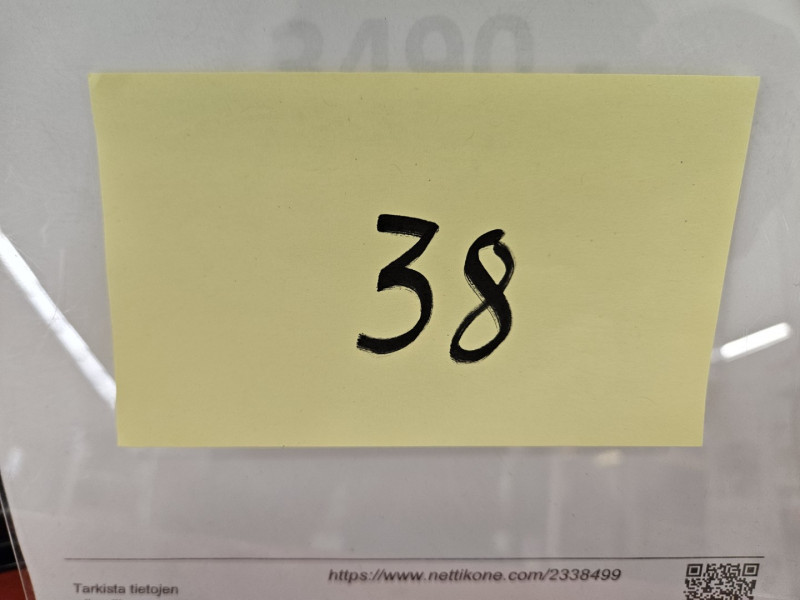 38
https://www.nettikone.com/2338499
Tarkista tietojen